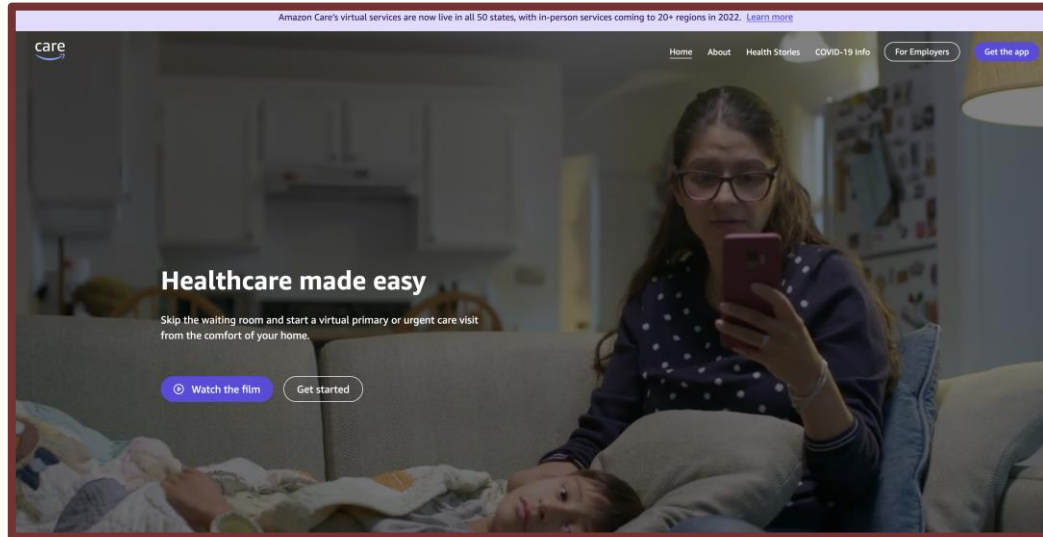 Amazon Care's virtual services are now live in all 50 states, with in-person services coming to 20+ regions in 2022. Learn more
care
Home About Health Stories COVID-19 Info For Employers Get the app
Healthcare made easy
Skip the waiting room and start a virtual primary or urgent care visit
from the comfort of your home.
Watch the film Get started